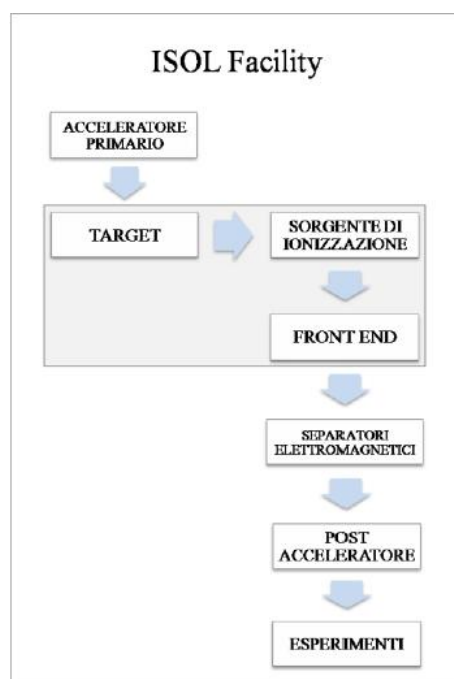 ISOL Facility
ACCELERATORE
PRIMARIO
TARGET
SORGENTE DI
IONIZZAZIONE
FRONT END
SEPARATORI
ELETTROMAGNETICI
POST
ACCELERATORE
ESPERIMENTI